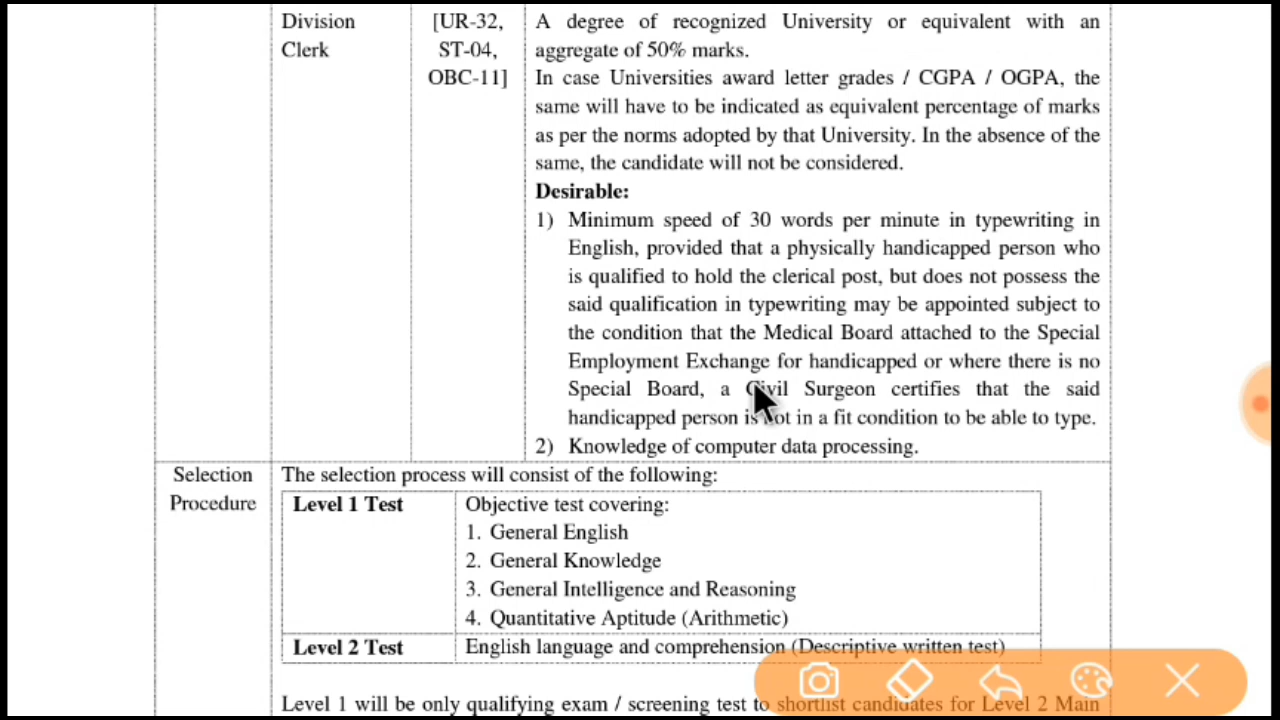 Division [UR-32, A degree of recognized University or equivalent with an
Clerk ST-04, aggregate of 50% marks.
OBC-11] In case Universities award letter grades / CGPA / OGPA, the
same will have to be indicated as equivalent percentage of marks
as per the norms adopted by that University. In the absence of the
same, the candidate will not be considered.
Desirable:
1) Minimum speed of 30 words per minute in typewriting in
English, provided that a physically handicapped person who
is qualified to hold the clerical post, but does not possess the
said qualification in typewriting may be appointed subject to
the condition that the Medical Board attached to the Special
Employment Exchange for handicapped or where there is no
Special Board, a Civil Surgeon certifies that the said
handicapped person is not in a fit condition to be able to type.
2) Knowledge of computer data processing.
Selection The selection process will consist of the following:
Procedure Level 1 Test Objective test covering:
1. General English
2. General Knowledge
3. General Intelligence and Reasoning
4. Quantitative Aptitude (Arithmetic)
Level 2 Test English language and comprehension (Descriptive written test)
Level 1 will be only qualifying exam / screening test to shortlist candidates for Level 2 Main